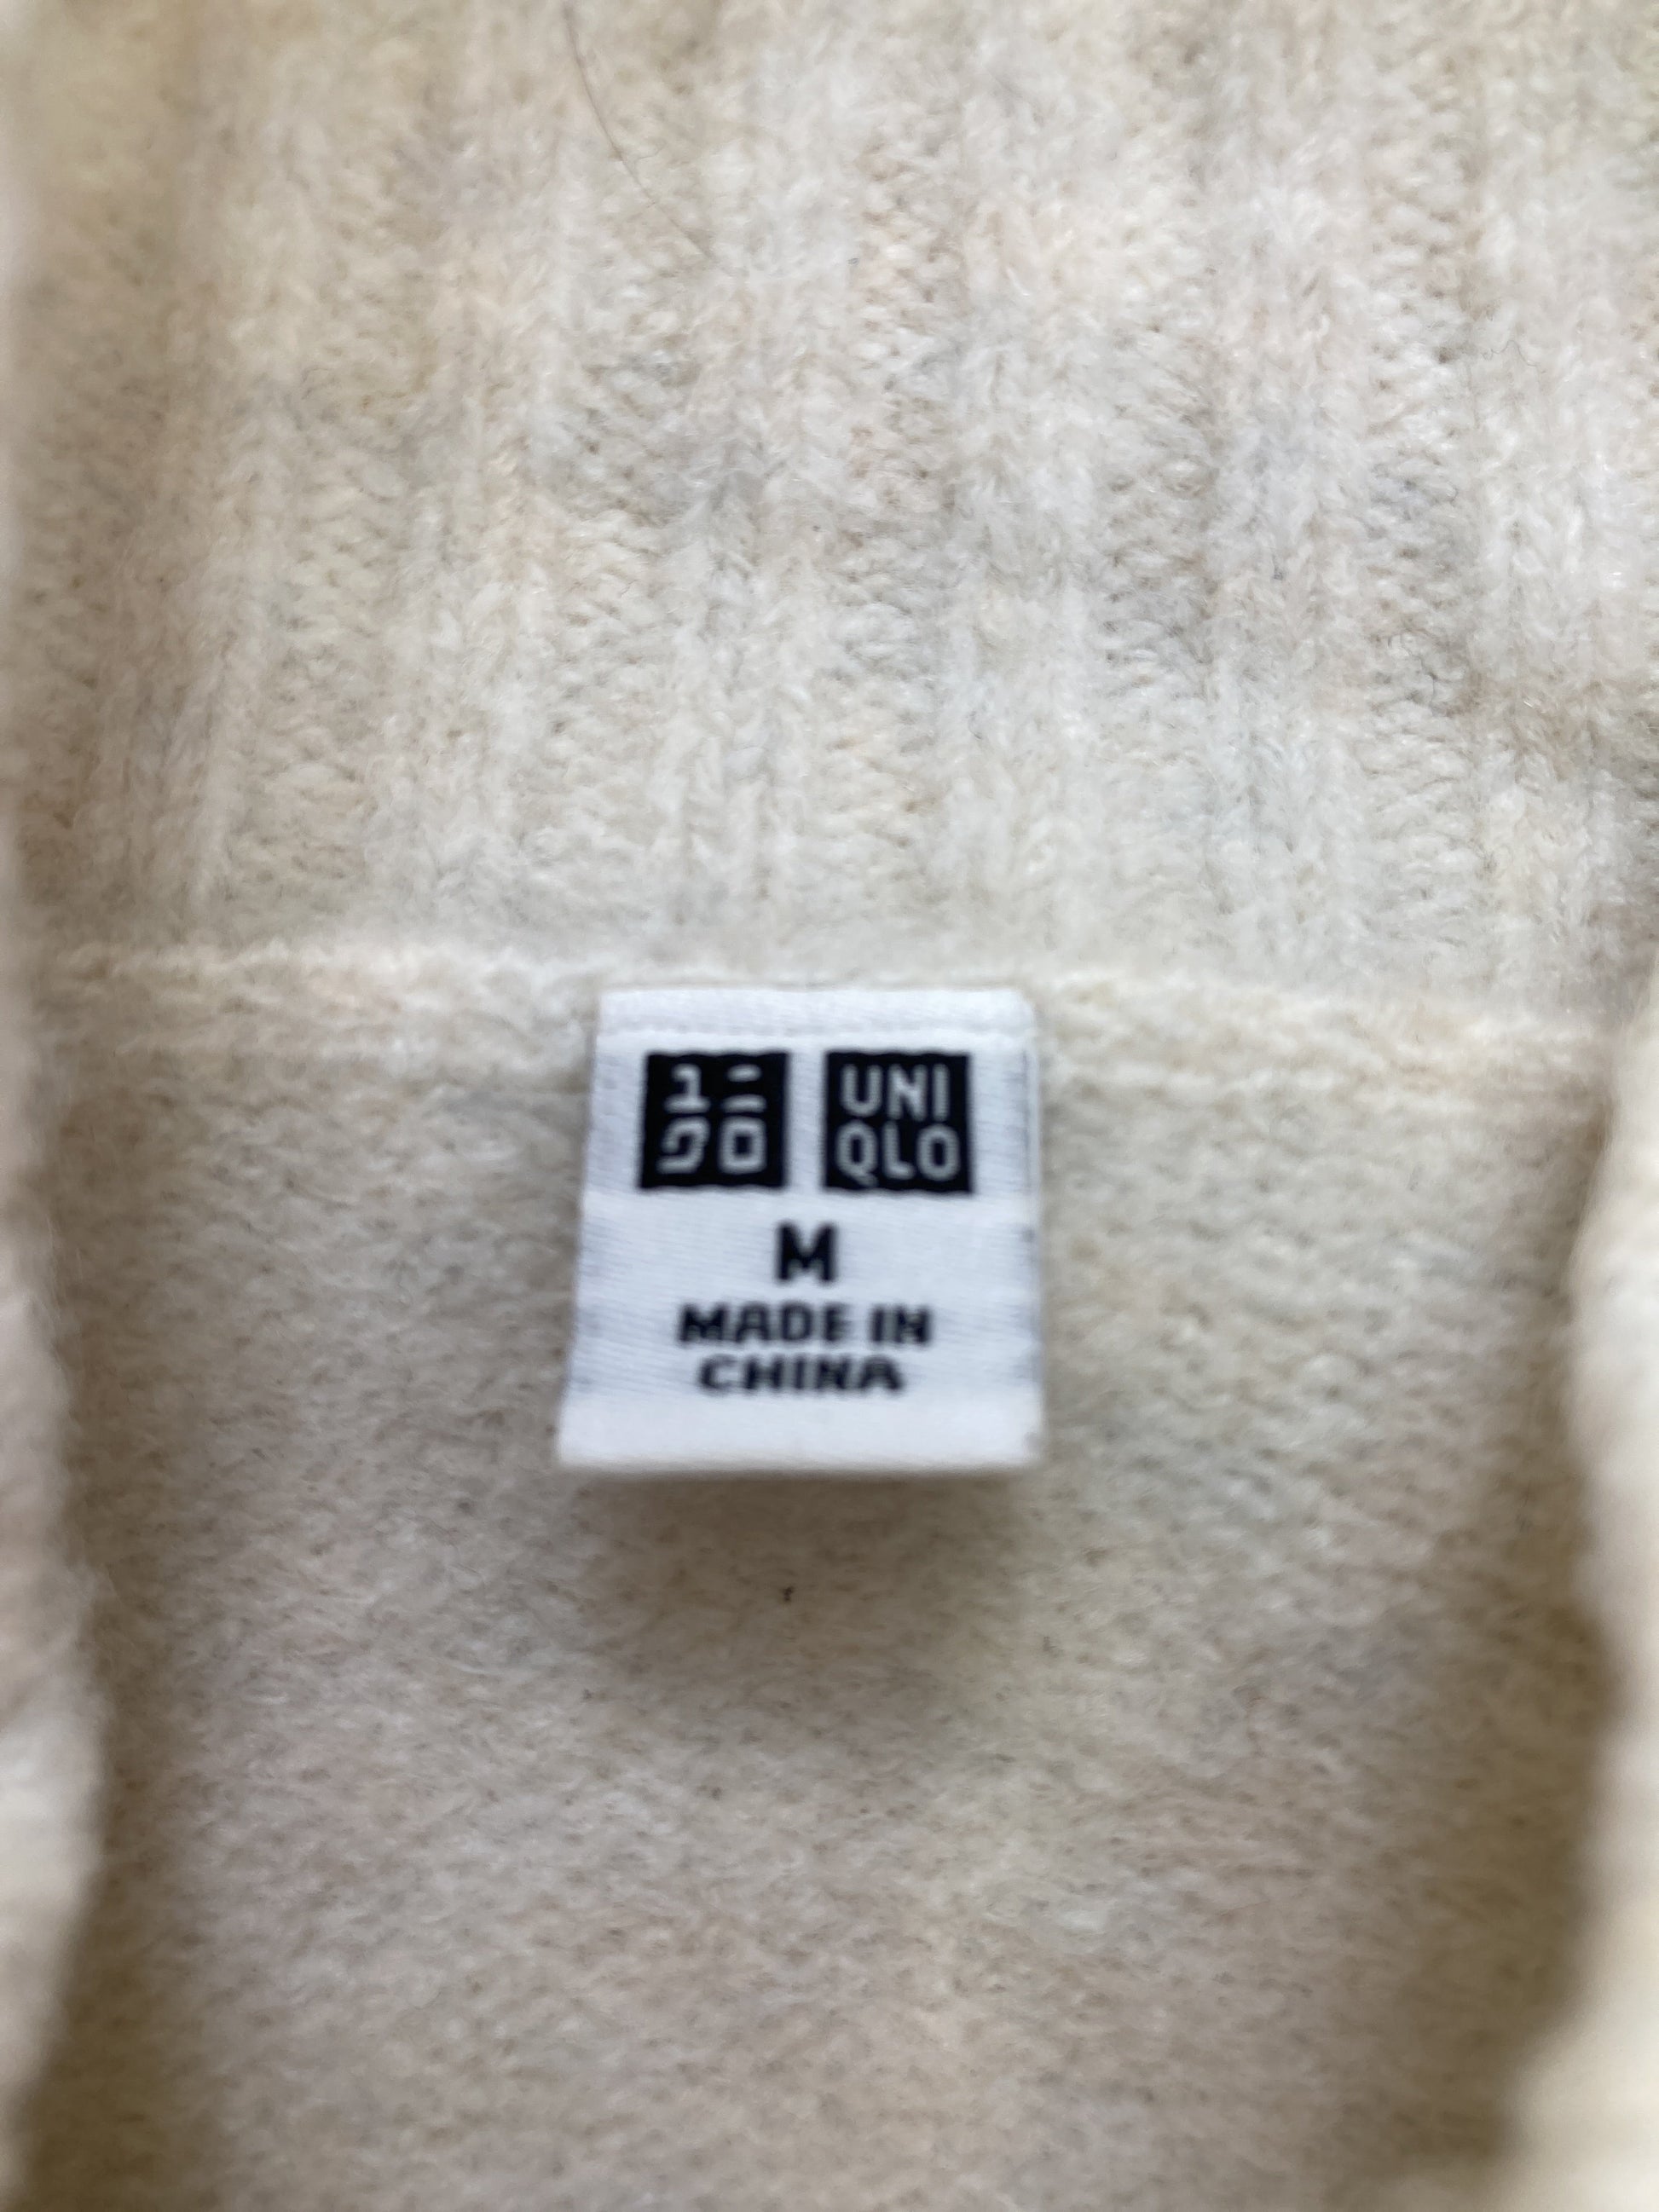 ユニ
クロ
UNI
QLO
M
MADE IN
CHINA